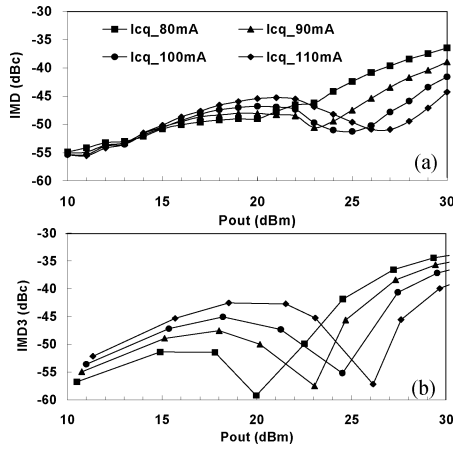 -30
-35
-40
-45
-50
-55
-60
IMD (dBc)
Icq_80mA
Icq_90mA
Icq_100mA
Icq_110mA
(a)
10
15
20
25
30
Pout (dBm)
-30
-35
-40
-45
-50
-55
-60
IMD3 (dBc)
(b)
10
15
20
25
30
Pout (dBm)